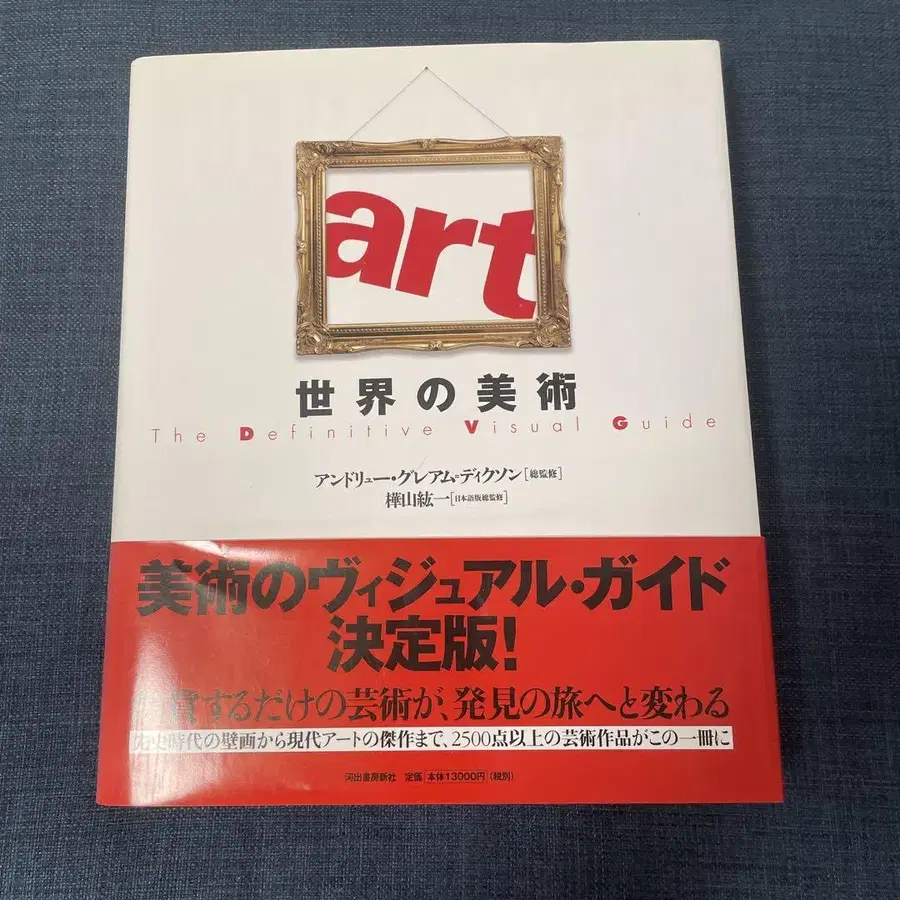 art
世界の美術
The Definitive Visual Guide
アンドリュー・グレアム=ディクソン[総監修]
樺山紘一[日本語版総監修]
美術のヴィジュアル・ガイド
決定版!
鑑賞するだけの芸術が、発見の旅へと変わる
先史時代の壁画から現代アートの傑作まで、2500点以上の芸術作品がこの一冊に
河出書房新社 定価 本体13000円 (税別)